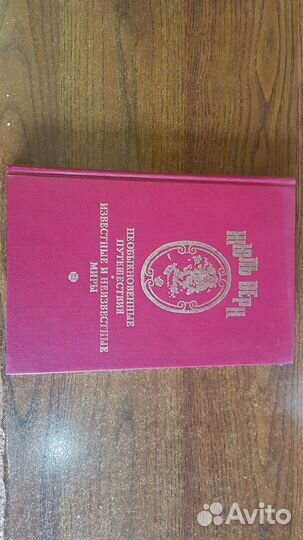 ЖЮЛЬ ВЕРН
НЕОБЫКНОВЕННЫЕ
ПУТЕШЕСТВИЯ
*
ИЗВЕСТНЫЕ И НЕИЗВЕСТНЫЕ
МИРЫ
Avito